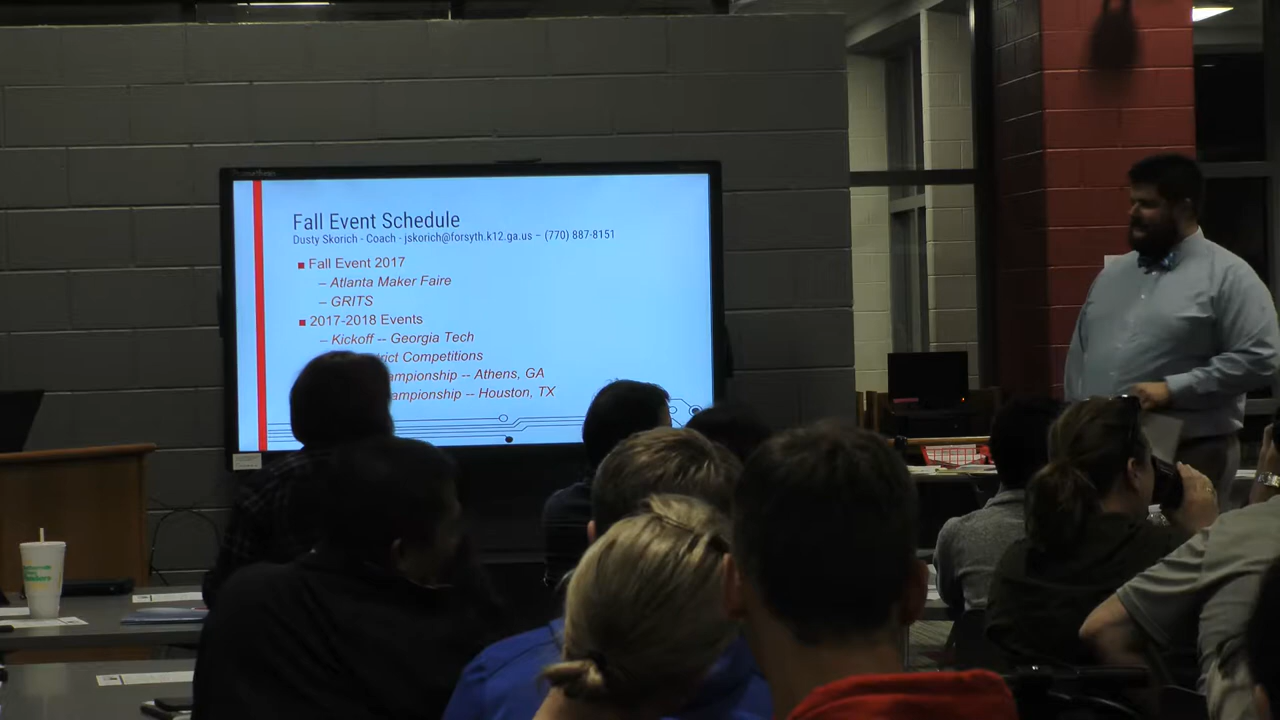 Promethean
Fall Event Schedule
Dusty Skorich - Coach - jskorich@forsyth.k12.ga.us – (770) 887-8151
■ Fall Event 2017
– Atlanta Maker Faire
– GRITS
■ 2017-2018 Events
– Kickoff -- Georgia Tech
rict Competitions
ampionship -- Athens, GA
ampionship -- Houston, TX